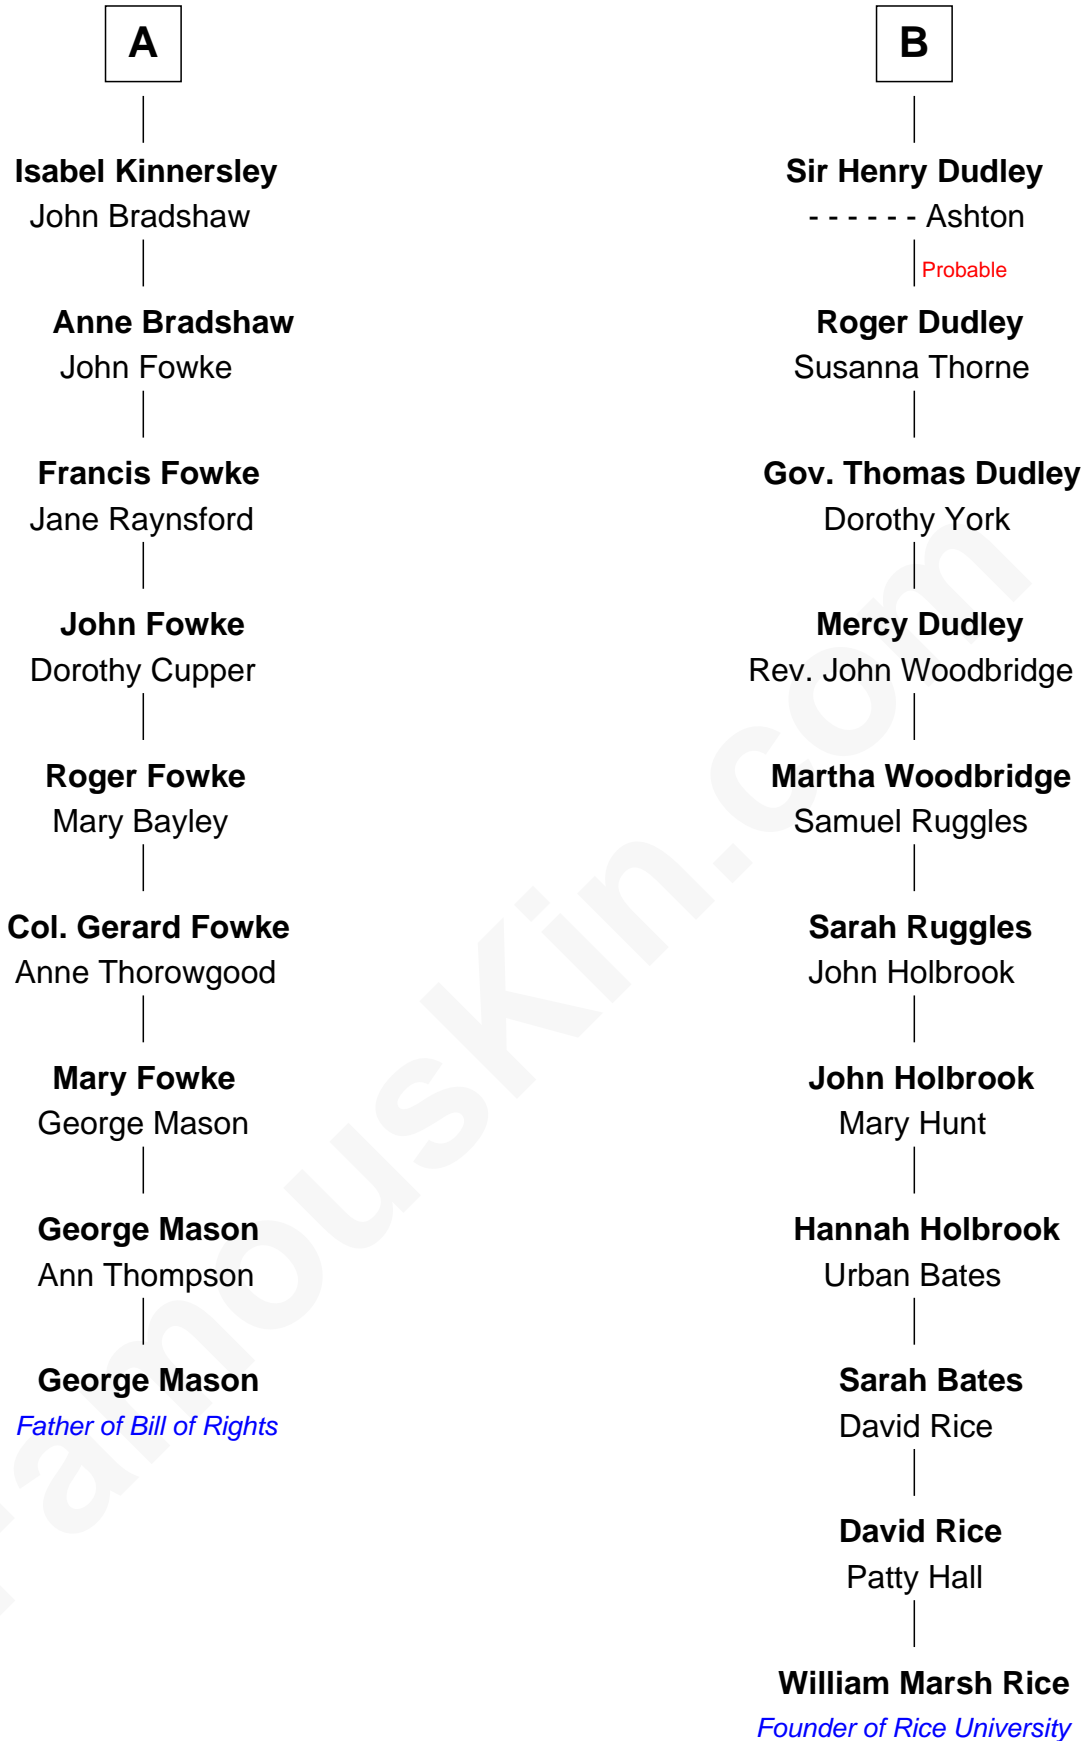 A
Isabel Kinnersley
John Bradshaw
Anne Bradshaw
John Fowke
Francis Fowke
Jane Raynsford
John Fowke
Dorothy Cupper
Roger Fowke
Mary Bayley
Col. Gerard Fowke
Anne Thorowgood
Mary Fowke
George Mason
George Mason
Ann Thompson
George Mason
Father of Bill of Rights
B
Sir Henry Dudley
- - - - - - Ashton
Probable
Roger Dudley
Susanna Thorne
Gov. Thomas Dudley
Dorothy York
Mercy Dudley
Rev. John Woodbridge
Martha Woodbridge
Samuel Ruggles
Sarah Ruggles
John Holbrook
John Holbrook
Mary Hunt
Hannah Holbrook
Urban Bates
Sarah Bates
David Rice
David Rice
Patty Hall
William Marsh Rice
Founder of Rice University
FamousKin.com